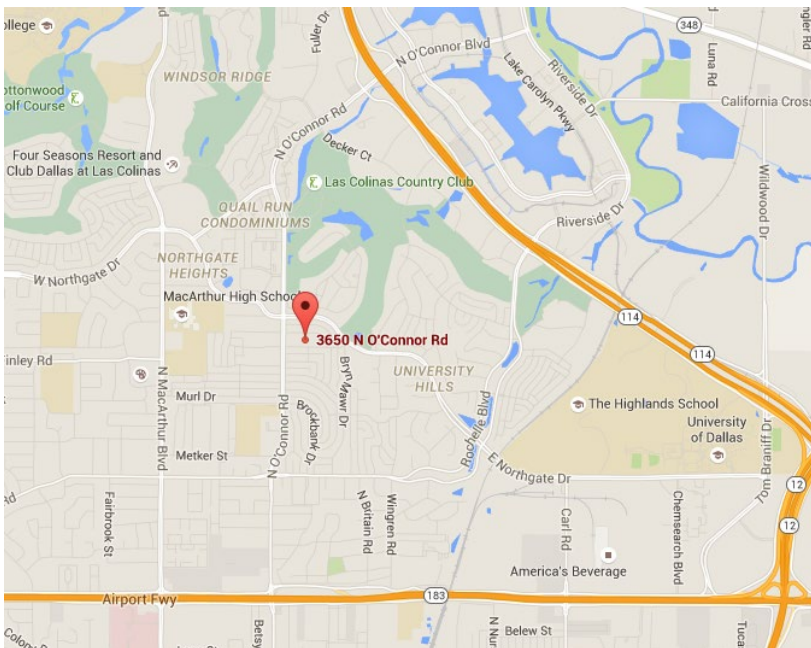 ollege
Fuller Dr
348
Luna Rd
N O'Connor Blvd
WINDSOR RIDGE
Riverside Dr
Lake Carolyn Pkwy
ottonwood
olf Course
California Cross
N O'Connor Rd
Decker Ct
Four Seasons Resort and
Club Dallas at Las Colinas
Las Colinas Country Club
Wildwood Dr
QUAIL RUN
CONDOMINIUMS
Riverside Dr
W Northgate Dr
NORTHGATE
HEIGHTS
MacArthur High School
114
3650 N O'Connor Rd
114
inley Rd
Bryn Mawr Dr
UNIVERSITY
HILLS
N MacArthur Blvd
Murl Dr
N O'Connor Rd
Brockbank Dr
The Highlands School
University
of Dallas
Rochelle Blvd
Tom Braniff Dr
Metker St
E Northgate Dr
12
Rd
Fairbrook St
N Britain Rd
Wingren Rd
Carl Rd
Chemsearch Blvd
12
America's Beverage
Airport Fwy
183
Belew St